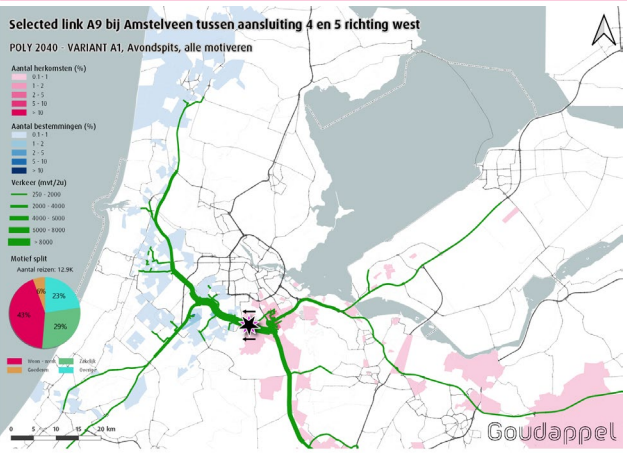 Selected link A9 bij Amstelveen tussen aansluiting 4 en 5 richting west
POLY 2040 - VARIANT A1, Avondspits, alle motieven
Aantal herkomsten (%)
0.1 - 1
1 - 2
2 - 5
5 - 10
> 10
Aantal bestemmingen (%)
0.1 - 1
1 - 2
2 - 5
5 - 10
> 10
Verkeer (mvt/2u)
250 - 2000
2000 - 4000
4000 - 6000
6000 - 8000
> 8000
Motief split
Aantal reizen: 12.9K
6%
23%
43%
29%
Woon - werk
Zakelijk
Goederen
Overige
0 5 10 15 20 km
Goudappel